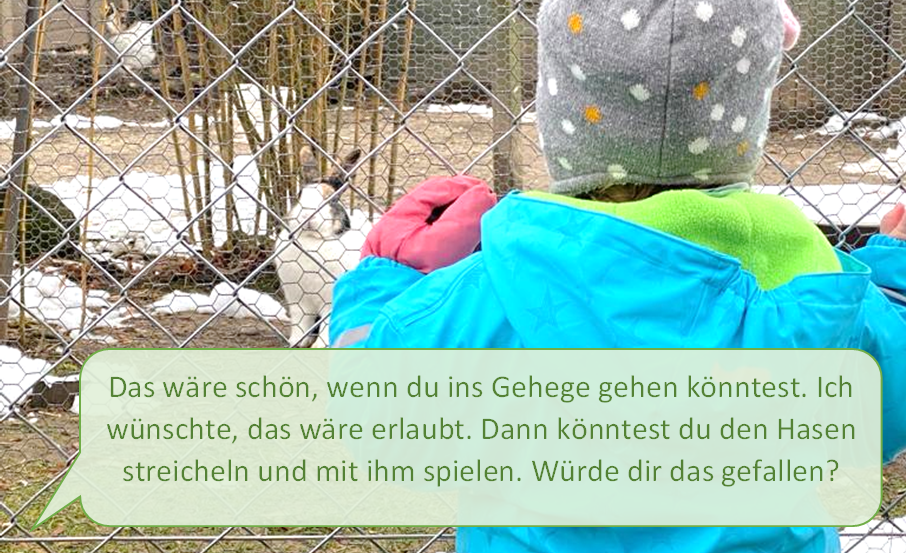 Das wäre schön, wenn du ins Gehege gehen könntest. Ich
wünschte, das wäre erlaubt. Dann könntest du den Hasen
streicheln und mit ihm spielen. Würde dir das gefallen?